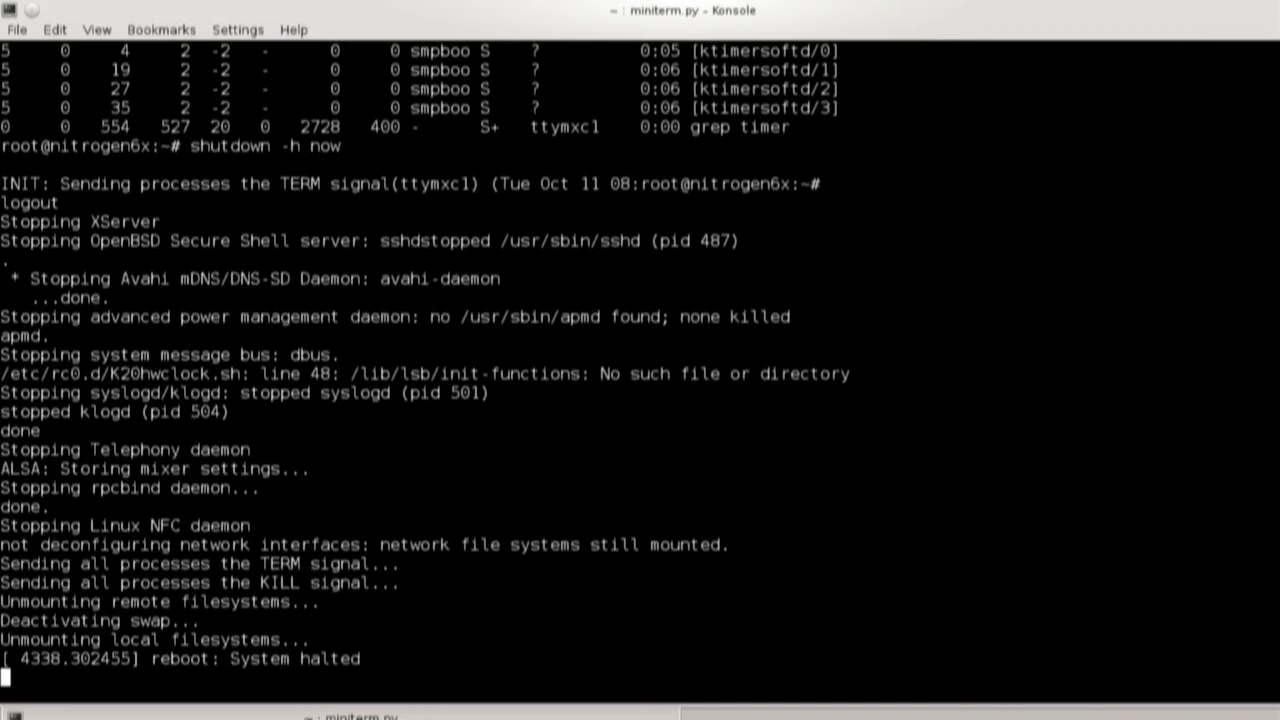 ~ : miniterm.py - Konsole
File Edit View Bookmarks Settings Help
5 0 4 2 -2 - 0 0 smpboo S ? 0:05 [ktimersoftd/0]
5 0 19 2 -2 - 0 0 smpboo S ? 0:06 [ktimersoftd/1]
5 0 27 2 -2 - 0 0 smpboo S ? 0:06 [ktimersoftd/2]
5 0 35 2 -2 - 0 0 smpboo S ? 0:06 [ktimersoftd/3]
0 0 554 527 20 0 2728 400 - S+ ttymxc1 0:00 grep timer
root@nitrogen6x:~# shutdown -h now
INIT: Sending processes the TERM signal(ttymxc1) (Tue Oct 11 08:root@nitrogen6x:~#
logout
Stopping XServer
Stopping OpenBSD Secure Shell server: sshdstopped /usr/sbin/sshd (pid 487)
.
* Stopping Avahi mDNS/DNS-SD Daemon: avahi-daemon
...done.
Stopping advanced power management daemon: no /usr/sbin/apmd found; none killed
apmd.
Stopping system message bus: dbus.
/etc/rc0.d/K20hwclock.sh: line 48: /lib/lsb/init-functions: No such file or directory
Stopping syslogd/klogd: stopped syslogd (pid 501)
stopped klogd (pid 504)
done
Stopping Telephony daemon
ALSA: Storing mixer settings...
Stopping rpcbind daemon...
done.
Stopping Linux NFC daemon
not deconfiguring network interfaces: network file systems still mounted.
Sending all processes the TERM signal...
Sending all processes the KILL signal...
Unmounting remote filesystems...
Deactivating swap...
Unmounting local filesystems...
[ 4338.302455] reboot: System halted
~ : miniterm.py